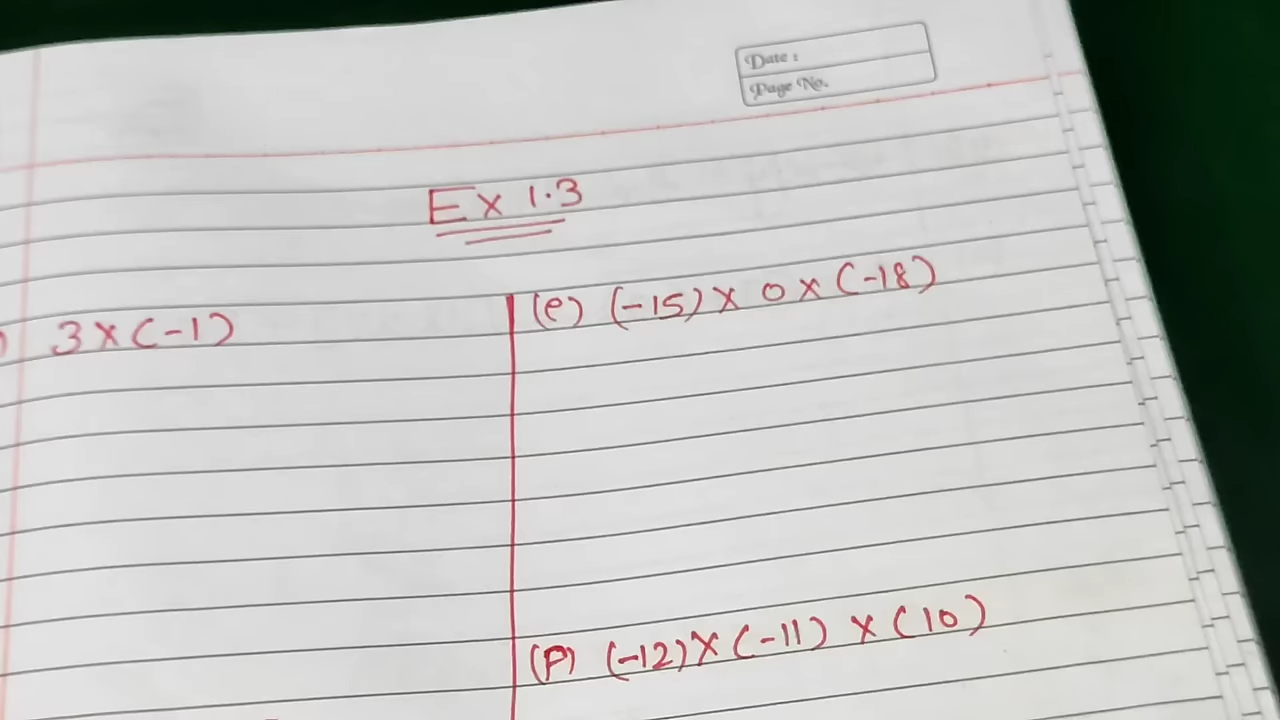 Date :
Page No.
Ex 1.3
) 3 x (-1)
(e) (-15) x 0 x (-18)
(P) (-12) x (-11) x (10)